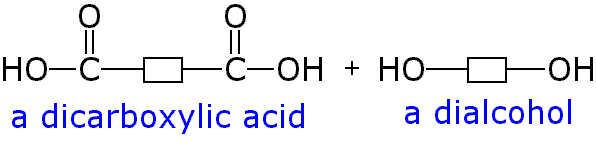 O O
HO C C OH + HO OH
a dicarboxylic acid a dialcohol